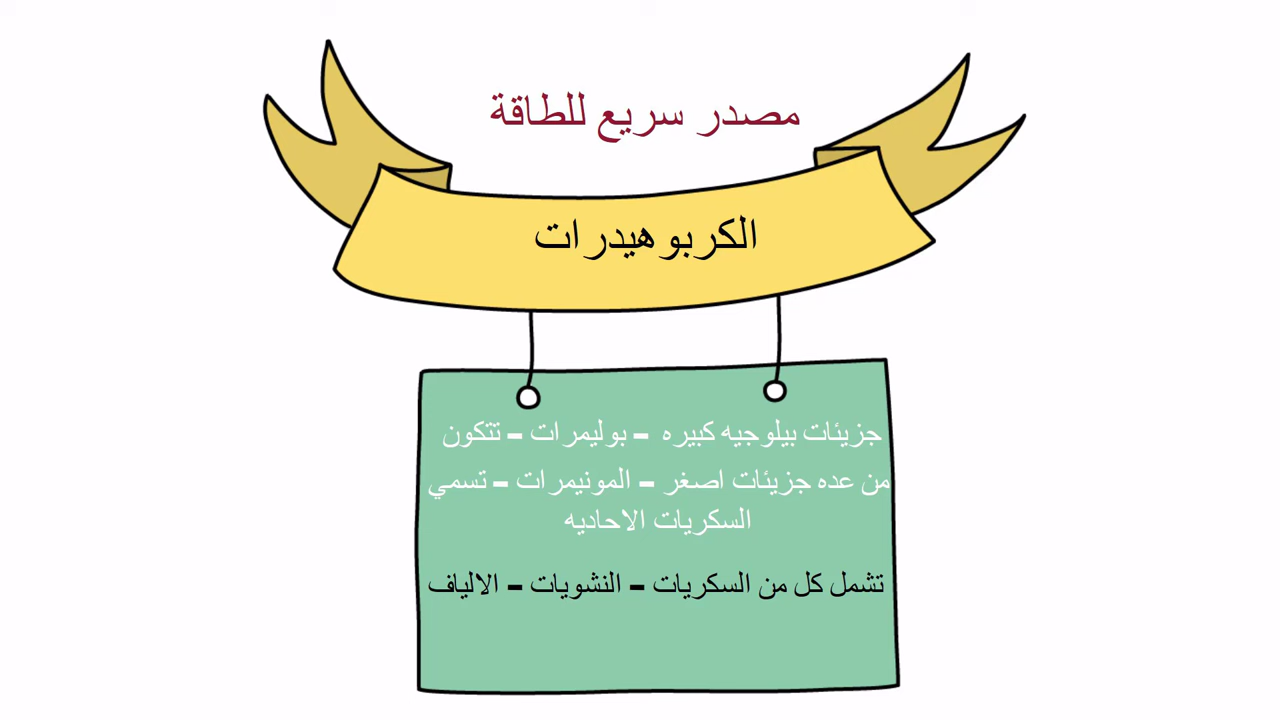 مصدر سريع للطاقة
الكربوهيدرات
جزيئات بيلوجيه كبيره – بوليمرات – تتكون
من عده جزيئات اصغر – المونيمرات – تسمي
السكريات الاحاديه
تشمل كل من السكريات – النشويات – الالياف